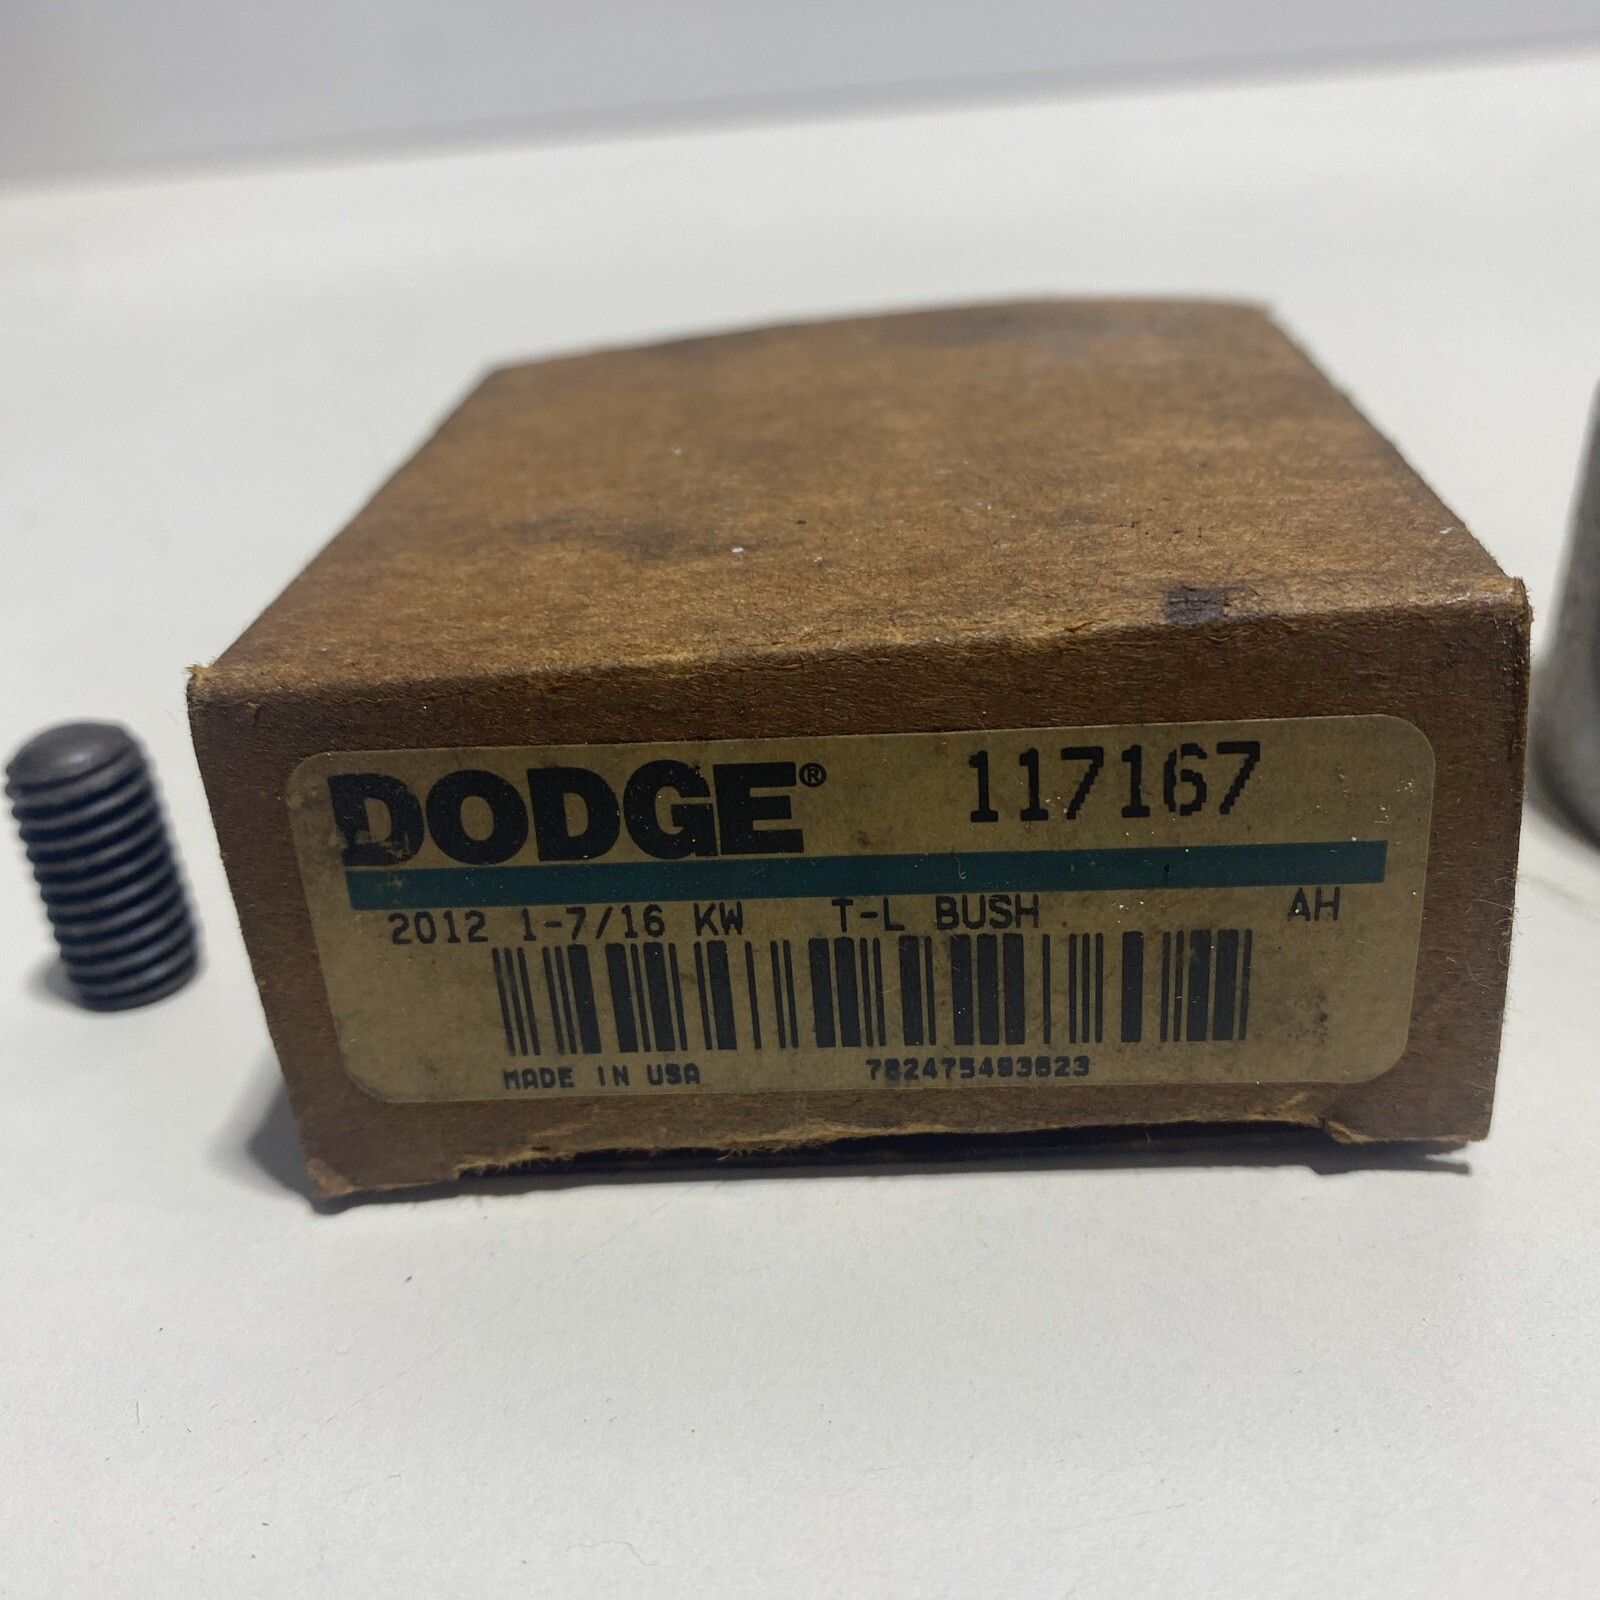 DODGE® 117167
2012 1-7/16 KW T-L BUSH AH
MADE IN USA 782475493623